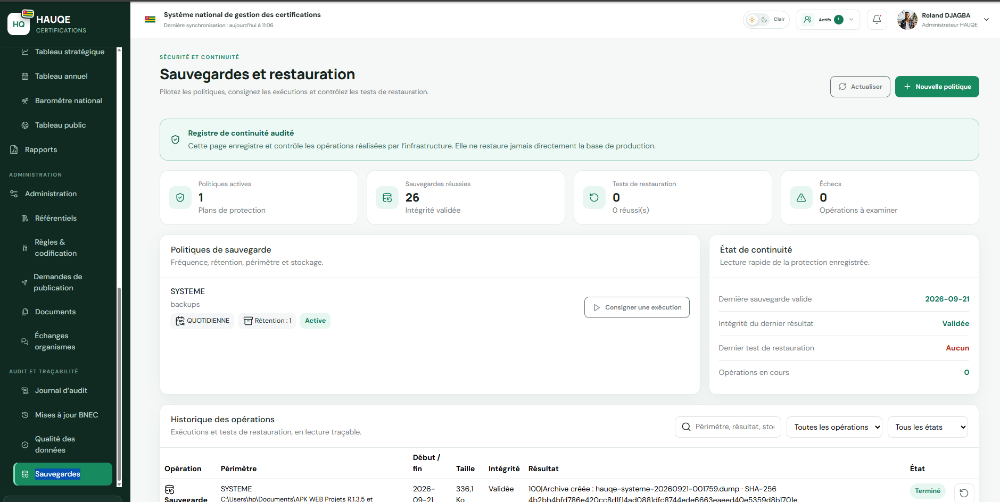 HQ
HAUQE
CERTIFICATIONS
Tableau stratégique
Tableau annuel
Baromètre national
Tableau public
Rapports
ADMINISTRATION
Administration
Référentiels
Règles &
codification
Demandes de
publication
Documents
Échanges
organismes
AUDIT ET TRAÇABILITÉ
Journal d'audit
Mises à jour BNEC
Qualité des
données
Sauvegardes
Système national de gestion des certifications
Dernière synchronisation : aujourd'hui à 11:06
Clair
Actifs 1
Roland DJAGBA
Administrateur HAUQE
SÉCURITÉ ET CONTINUITÉ
Sauvegardes et restauration
Pilotez les politiques, consignez les exécutions et contrôlez les tests de restauration.
Actualiser
Nouvelle politique
Registre de continuité audité
Cette page enregistre et contrôle les opérations réalisées par l'infrastructure. Elle ne restaure jamais directement la base de production.
Politiques actives
1
Plans de protection
Sauvegardes réussies
26
Intégrité validée
Tests de restauration
0
0 réussi(s)
Échecs
0
Opérations à examiner
Politiques de sauvegarde
Fréquence, rétention, périmètre et stockage.
SYSTEME
backups
QUOTIDIENNE
Rétention : 1
Active
Consigner une exécution
État de continuité
Lecture rapide de la protection enregistrée.
Dernière sauvegarde valide 2026-09-21
Intégrité du dernier résultat Validée
Dernier test de restauration Aucun
Opérations en cours 0
Historique des opérations
Exécutions et tests de restauration, en lecture traçable.
Périmètre, résultat, sto
Toutes les opérations
Tous les états
Opération Périmètre Début / fin Taille Intégrité Résultat État
Sauvegarde
SYSTEME
C:\Users\hp\Documents\APK WEB Projets R.1.3.5 et
2026-
09-21
336,1
Ko
Validée
100|Archive créée : hauqe-systeme-20260921-001759.dump · SHA-256
4b2bb4bfd786e420cc8d1f14ad0881dfc8744ede6663eaeed40e5359d8b1701e
Terminé